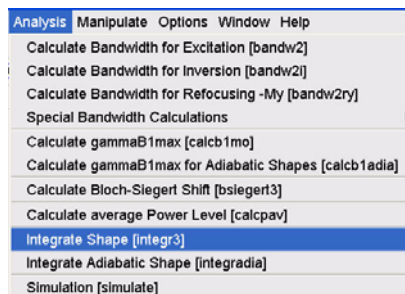 Analysis Manipulate Options Window Help
Calculate Bandwidth for Excitation [bandw2]
Calculate Bandwidth for Inversion [bandw2i]
Calculate Bandwidth for Refocusing -My [bandw2ry]
Special Bandwidth Calculations
Calculate gammaB1max [calcb1mo]
Calculate gammaB1max for Adiabatic Shapes [calcb1adia]
Calculate Bloch-Siegert Shift [bsiegert3]
Calculate average Power Level [calcpav]
Integrate Shape [integr3]
Integrate Adiabatic Shape [integradia]
Simulation [simulate]